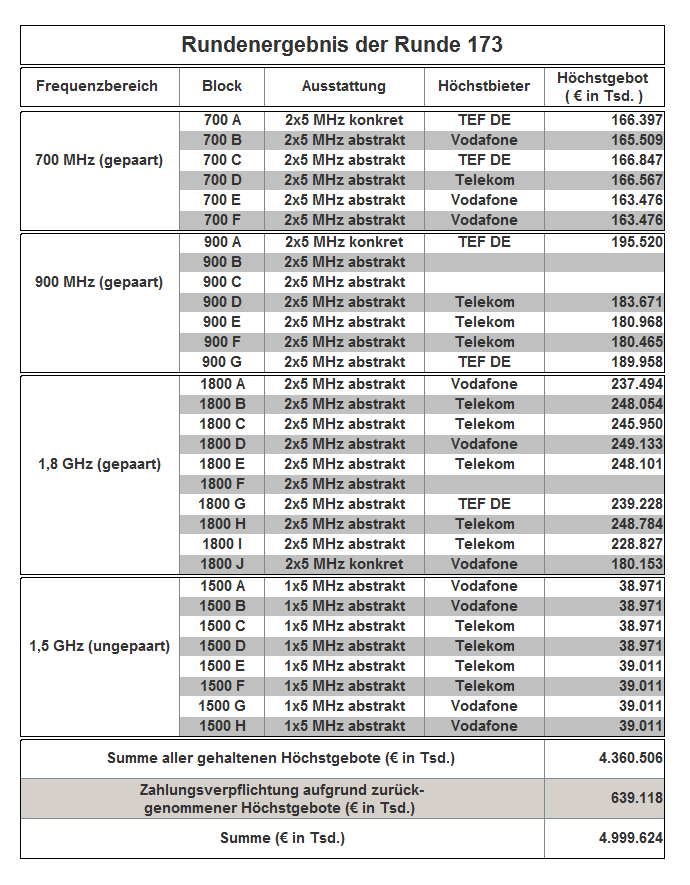 Rundenergebnis der Runde 173
Frequenzbereich Block Ausstattung Höchstbieter Höchstgebot
( € in Tsd. )
700 MHz (gepaart)
700 A 2x5 MHz konkret TEF DE 166.397
700 B 2x5 MHz abstrakt Vodafone 165.509
700 C 2x5 MHz abstrakt TEF DE 166.847
700 D 2x5 MHz abstrakt Telekom 166.567
700 E 2x5 MHz abstrakt Vodafone 163.476
700 F 2x5 MHz abstrakt Vodafone 163.476
900 MHz (gepaart)
900 A 2x5 MHz konkret TEF DE 195.520
900 B 2x5 MHz abstrakt
900 C 2x5 MHz abstrakt
900 D 2x5 MHz abstrakt Telekom 183.671
900 E 2x5 MHz abstrakt Telekom 180.968
900 F 2x5 MHz abstrakt Telekom 180.465
900 G 2x5 MHz abstrakt TEF DE 189.958
1,8 GHz (gepaart)
1800 A 2x5 MHz abstrakt Vodafone 237.494
1800 B 2x5 MHz abstrakt Telekom 248.054
1800 C 2x5 MHz abstrakt Telekom 245.950
1800 D 2x5 MHz abstrakt Vodafone 249.133
1800 E 2x5 MHz abstrakt Telekom 248.101
1800 F 2x5 MHz abstrakt
1800 G 2x5 MHz abstrakt TEF DE 239.228
1800 H 2x5 MHz abstrakt Telekom 248.784
1800 I 2x5 MHz abstrakt Telekom 228.827
1800 J 2x5 MHz konkret Vodafone 180.153
1,5 GHz (ungepaart)
1500 A 1x5 MHz abstrakt Vodafone 38.971
1500 B 1x5 MHz abstrakt Vodafone 38.971
1500 C 1x5 MHz abstrakt Telekom 38.971
1500 D 1x5 MHz abstrakt Telekom 38.971
1500 E 1x5 MHz abstrakt Telekom 39.011
1500 F 1x5 MHz abstrakt Telekom 39.011
1500 G 1x5 MHz abstrakt Vodafone 39.011
1500 H 1x5 MHz abstrakt Vodafone 39.011
Summe aller gehaltenen Höchstgebote (€ in Tsd.) 4.360.506
Zahlungsverpflichtung aufgrund zurück-
genommener Höchstgebote (€ in Tsd.) 639.118
Summe (€ in Tsd.) 4.999.624